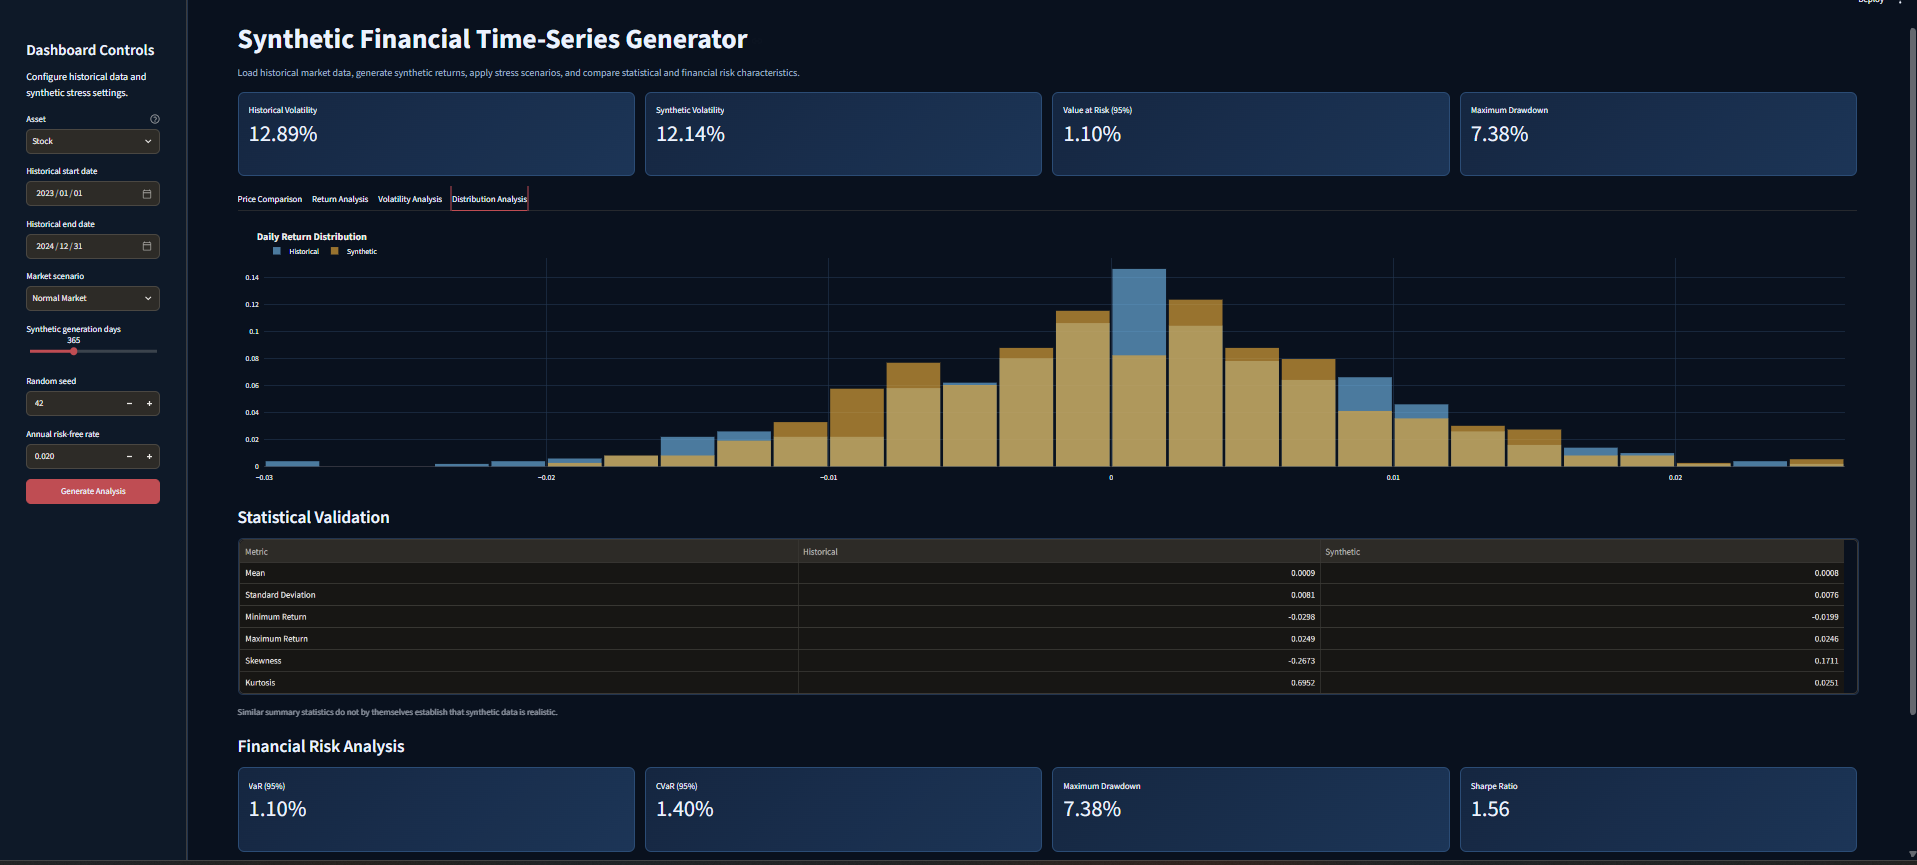 Deploy
Dashboard Controls
Configure historical data and
synthetic stress settings.
Asset
Stock
Historical start date
2023/01/01
Historical end date
2024/12/31
Market scenario
Normal Market
Synthetic generation days
365
Random seed
42
Annual risk-free rate
0.020
Generate Analysis
Synthetic Financial Time-Series Generator
Load historical market data, generate synthetic returns, apply stress scenarios, and compare statistical and financial risk characteristics.
Historical Volatility
12.89%
Synthetic Volatility
12.14%
Value at Risk (95%)
1.10%
Maximum Drawdown
7.38%
Price Comparison Return Analysis Volatility Analysis Distribution Analysis
Daily Return Distribution
Historical Synthetic
0.14
0.12
0.1
0.08
0.06
0.04
0.02
0
−0.03 −0.02 −0.01 0 0.01 0.02
Statistical Validation
Metric Historical Synthetic
Mean 0.0009 0.0008
Standard Deviation 0.0081 0.0076
Minimum Return -0.0298 -0.0199
Maximum Return 0.0249 0.0246
Skewness -0.2673 0.1711
Kurtosis 0.6952 0.0251
Similar summary statistics do not by themselves establish that synthetic data is realistic.
Financial Risk Analysis
VaR (95%)
1.10%
CVaR (95%)
1.40%
Maximum Drawdown
7.38%
Sharpe Ratio
1.56